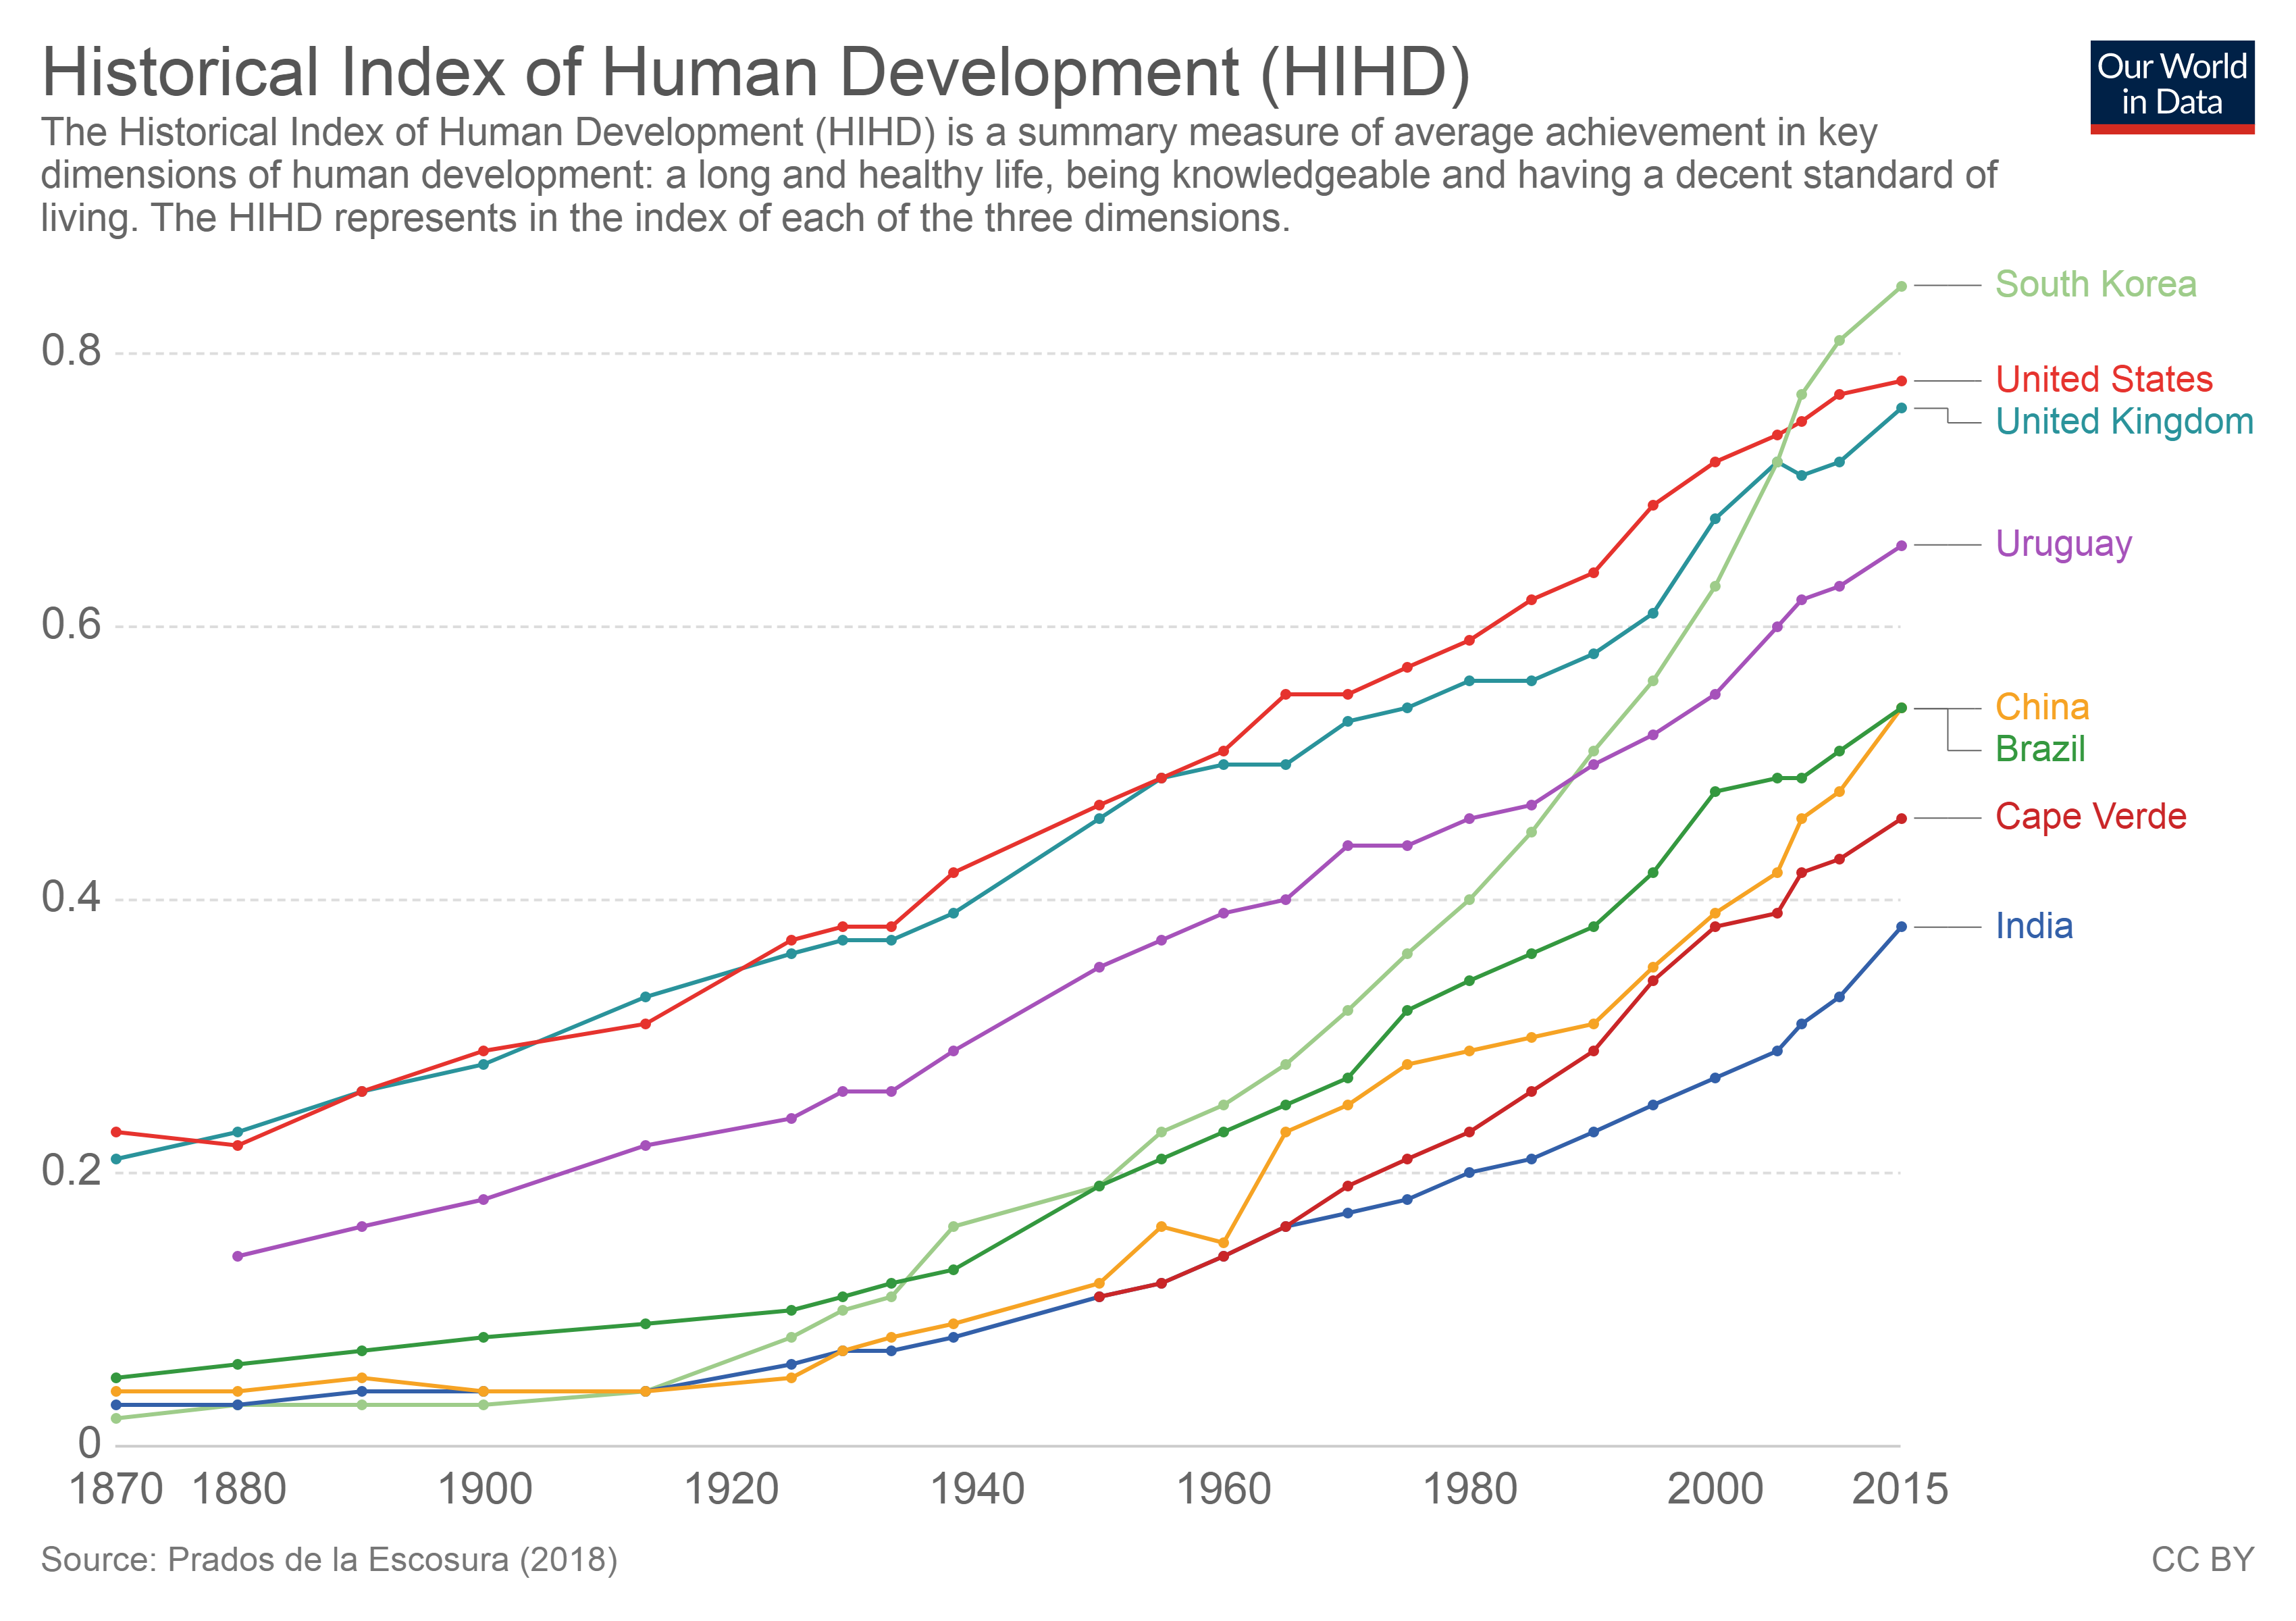 Historical Index of Human Development (HIHD)
Our World
in Data
The Historical Index of Human Development (HIHD) is a summary measure of average achievement in key
dimensions of human development: a long and healthy life, being knowledgeable and having a decent standard of
living. The HIHD represents in the index of each of the three dimensions.
South Korea
0.8
United States
United Kingdom
Uruguay
0.6
China
Brazil
Cape Verde
0.4
India
0.2
0
1870 1880 1900 1920 1940 1960 1980 2000 2015
Source: Prados de la Escosura (2018)
CC BY